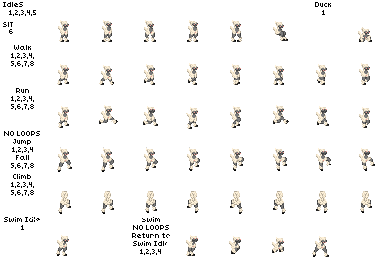 IdleS
1,2,3,4,5
Duck
1
SIT
6
Walk
1,2,3,4,
5,6,7,8
Run
1,2,3,4,
5,6,7,8
NO LOOPS
Jump
1,2,3,4
Fall
5,6,7,8
Climb
1,2,3,4,
5,6,7,8
Swim Idle
1
Swim
NO LOOPS
Return to
Swim Idle
1,2,3,4